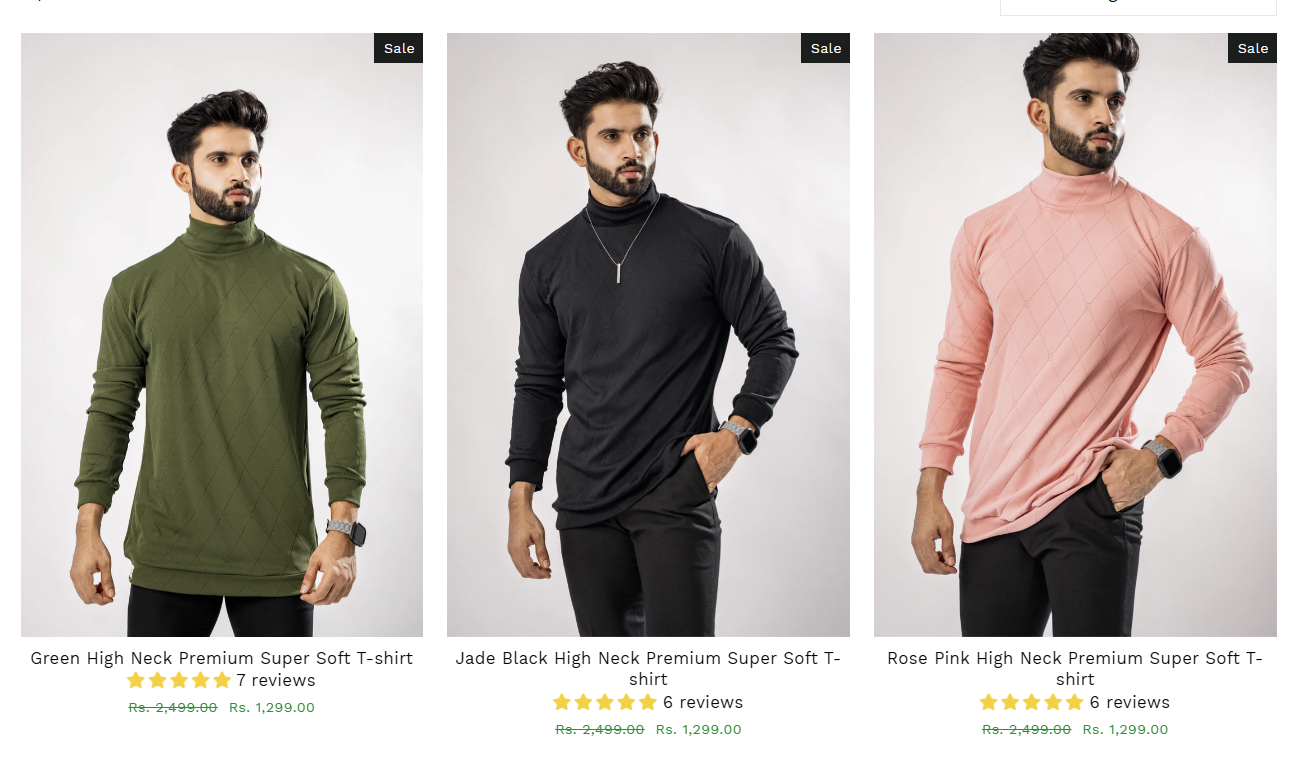 Sale
Sale
Sale
Green High Neck Premium Super Soft T-shirt
7 reviews
Rs. 2,499.00 Rs. 1,299.00
Jade Black High Neck Premium Super Soft T-
shirt
6 reviews
Rs. 2,499.00 Rs. 1,299.00
Rose Pink High Neck Premium Super Soft T-
shirt
6 reviews
Rs. 2,499.00 Rs. 1,299.00